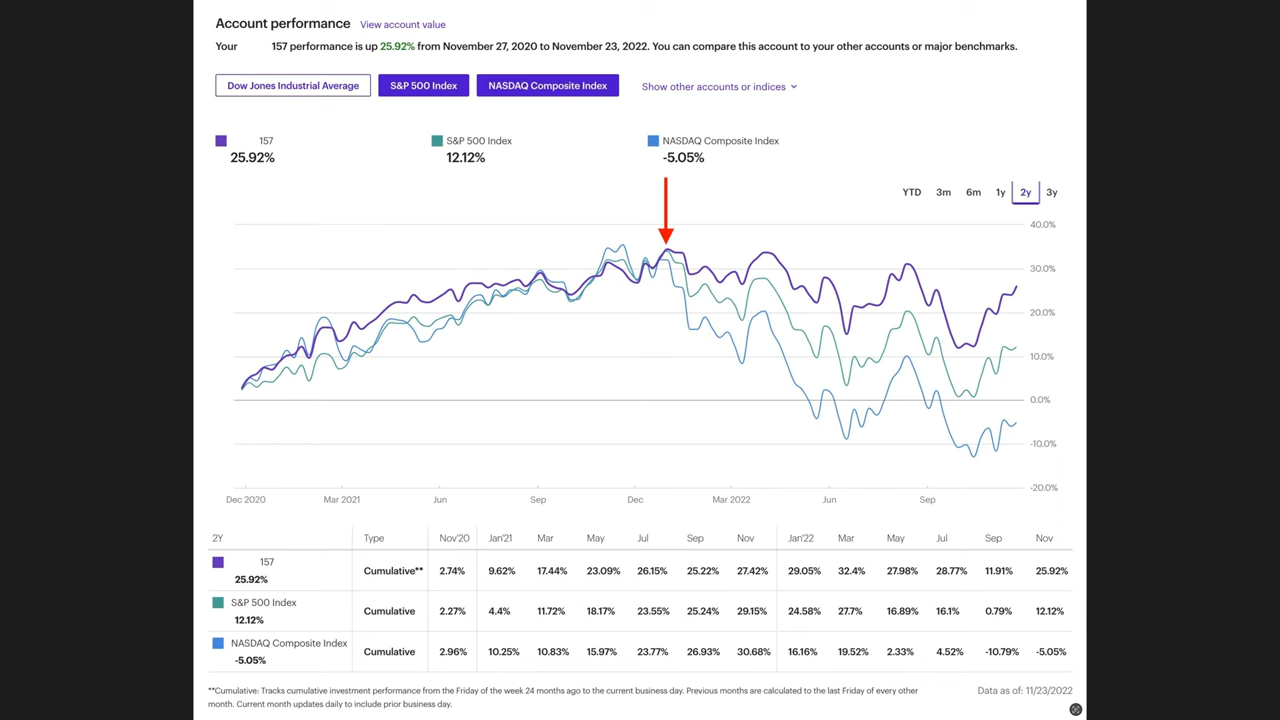 Account performance View account value
Your 157 performance is up 25.92% from November 27, 2020 to November 23, 2022. You can compare this account to your other accounts or major benchmarks.
Dow Jones Industrial Average S&P 500 Index NASDAQ Composite Index Show other accounts or indices
157 S&P 500 Index NASDAQ Composite Index
25.92% 12.12% -5.05%
YTD 3m 6m 1y 2y 3y
40.0%
30.0%
20.0%
10.0%
0.0%
-10.0%
-20.0%
Dec 2020 Mar 2021 Jun Sep Dec Mar 2022 Jun Sep
2Y Type Nov'20 Jan'21 Mar May Jul Sep Nov Jan'22 Mar May Jul Sep Nov
157
25.92% Cumulative** 2.74% 9.62% 17.44% 23.09% 26.15% 25.22% 27.42% 29.05% 32.4% 27.98% 28.77% 11.91% 25.92%
S&P 500 Index
12.12% Cumulative 2.27% 4.4% 11.72% 18.17% 23.55% 25.24% 29.15% 24.58% 27.7% 16.89% 16.1% 0.79% 12.12%
NASDAQ Composite Index
-5.05% Cumulative 2.96% 10.25% 10.83% 15.97% 23.77% 26.93% 30.68% 16.16% 19.52% 2.33% 4.52% -10.79% -5.05%
**Cumulative: Tracks cumulative investment performance from the Friday of the week 24 months ago to the current business day. Previous months are calculated to the last Friday of every other
month. Current month updates daily to include prior business day.
Data as of: 11/23/2022